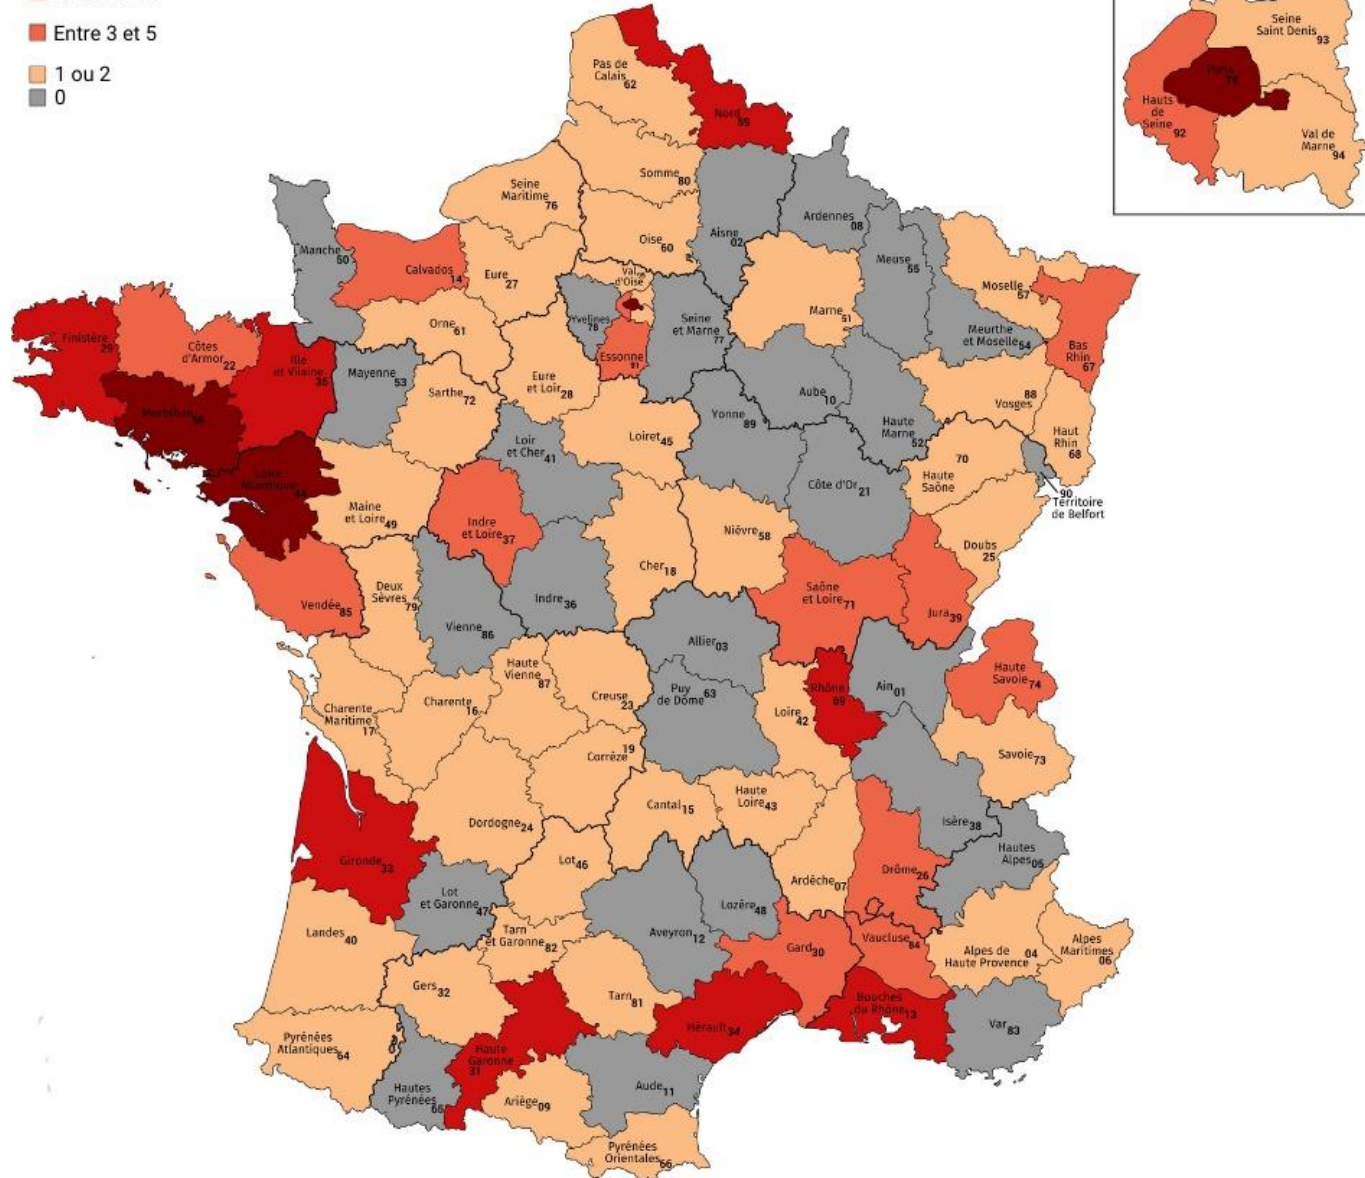 Entre 3 et 5
1 ou 2
0
Seine
Saint Denis 93
Paris
75
Hauts
de
Seine 92
Val de
Marne 94
Pas de
Calais 62
Nord 59
Somme 80
Seine
Maritime 76
Oise 60
Aisne
02
Ardennes
08
Manche
50
Calvados
14
Eure
27
Val 95
d'Oise
Meuse
55
Moselle
57
Marne 51
Yvelines
78
Seine
et Marne
77
Meurthe
et Moselle 54
Orne 61
Bas
Rhin
67
Finistère
29
Côtes
d'Armor 22
Ille
et Vilaine
35
Mayenne
53
Essonne
91
Eure
et Loir 28
Aube
10
Sarthe 72
88
Vosges
Haute
Marne
52
Haut
Rhin
68
Yonne
89
Morbihan 56
Loir
et Cher 41
Loiret 45
70
Haute
Saône
Loire
Atlantique 44
Côte d'Or 21
90
Territoire
de Belfort
Maine
et Loire 49
Indre
et Loire 37
Nièvre 58
Doubs
25
Cher 18
Vendée 85
Deux
Sèvres 79
Indre 36
Saône
et Loire 71
Jura 39
Vienne 86
Allier 03
Haute
Vienne
87
Creuse
23
Puy
de Dôme 63
Ain 01
Haute
Savoie 74
Charente
Maritime
17
Charente
16
Loire
42
Rhône
69
19
Corrèze
Savoie 73
Cantal 15
Haute
Loire 43
Dordogne 24
Isère 38
Hautes
Alpes 05
Gironde 33
Lot 46
Ardèche 07
Drôme 26
Lot
et Garonne
47
Lozère 48
Landes 40
Tarn
et Garonne 82
Aveyron 12
Gard 30
Vaucluse 84
Alpes de
Haute Provence 04
Alpes
Maritimes
06
Gers 32
Tarn 81
Bouches
du Rhône 13
Hérault 34
Var 83
Pyrénées
Atlantiques 64
Haute
Garonne
31
Hautes
Pyrénées
65
Ariège 09
Aude 11
Pyrénées
Orientales 66